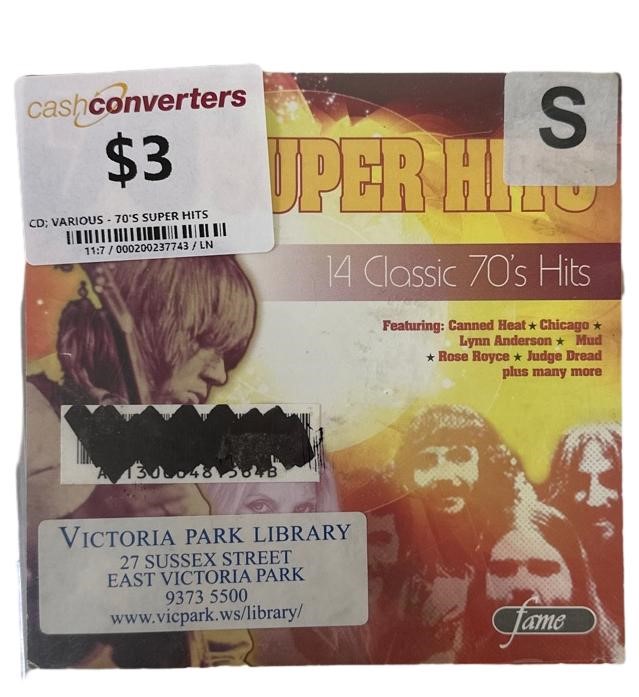 cashconverters
$3
CD; VARIOUS - 70'S SUPER HITS
11:7 / 000200237743 / LN
S
SUPER HITS
14 Classic 70's Hits
Featuring: Canned Heat ★ Chicago ★
Lynn Anderson ★ Mud
★ Rose Royce ★ Judge Dread
plus many more
VICTORIA PARK LIBRARY
27 SUSSEX STREET
EAST VICTORIA PARK
9373 5500
www.vicpark.ws/library/
fame